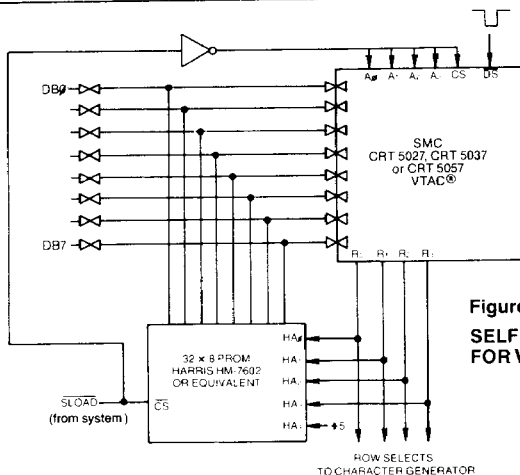 A0 A1 A2 A3 CS DS
DB0
SMC
CRT 5027, CRT 5037
or CRT 5057
VTAC®
DB7
R0 R1 R2 R3
Figure
SELF
FOR V
32 × 8 PROM
HARRIS HM-7602
OR EQUIVALENT
HA0
HA1
HA2
HA3
HA4
+5
SLOAD
(from system)
CS
ROW SELECTS
TO CHARACTER GENERATOR